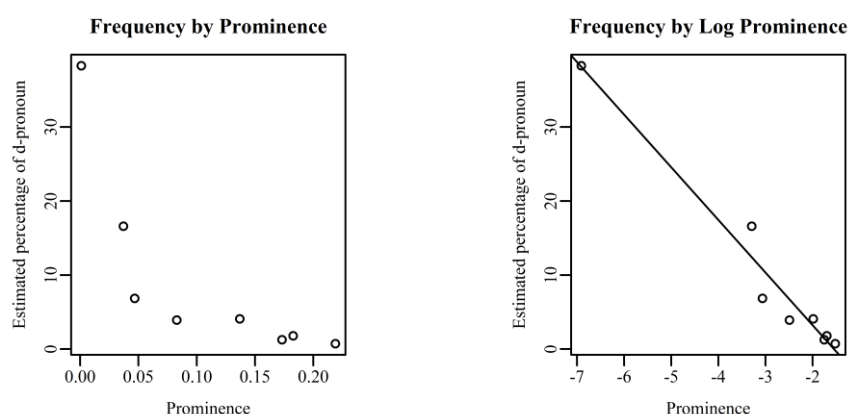 Frequency by Prominence
Estimated percentage of d-pronoun
30
20
10
0
0.00 0.05 0.10 0.15 0.20
Prominence
Frequency by Log Prominence
Estimated percentage of d-pronoun
30
20
10
0
-7 -6 -5 -4 -3 -2
Prominence